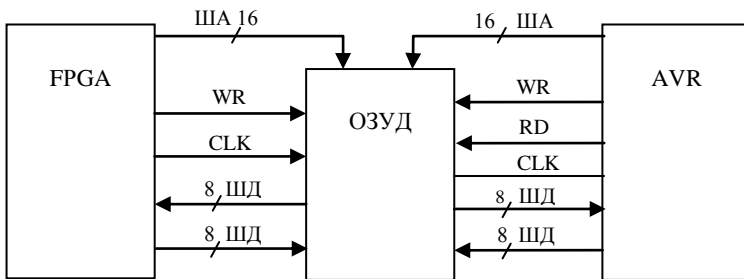 ША 16
16 ША
FPGA
AVR
WR
WR
ОЗУД
RD
CLK
CLK
8 ШД
8 ШД
8 ШД
8 ШД